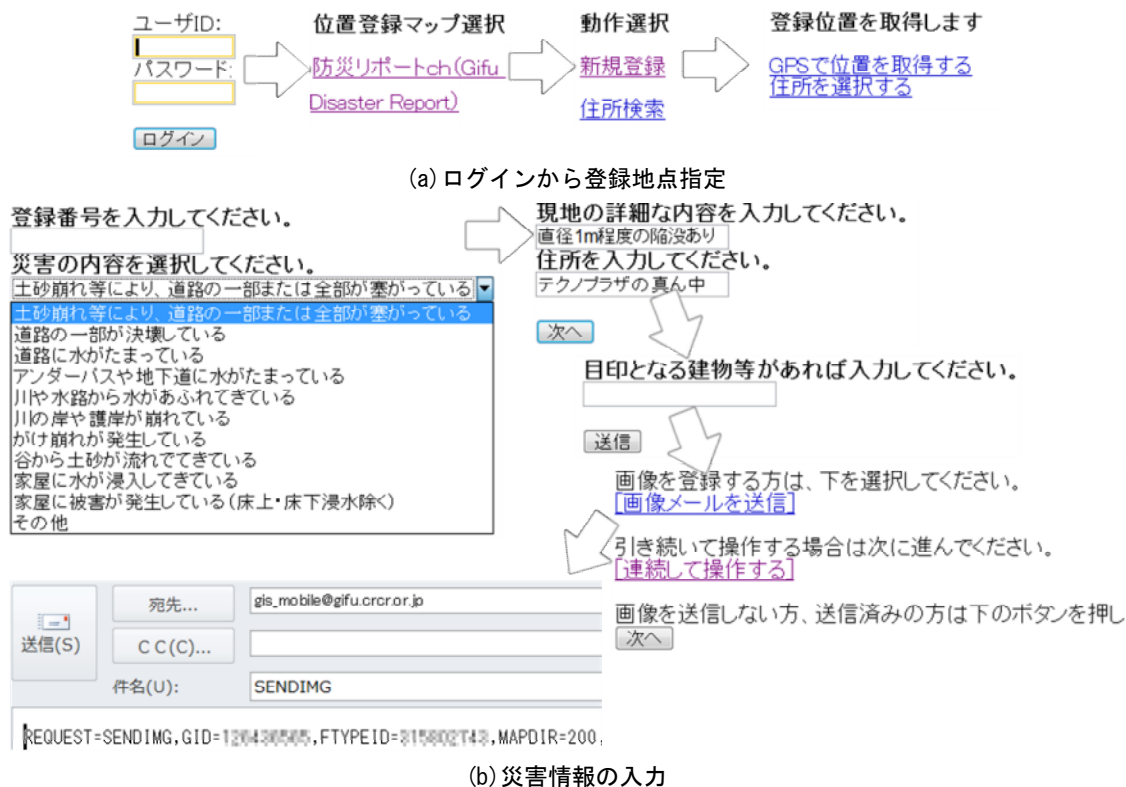 ユーザID:
パスワード:
ログイン
位置登録マップ選択
防災リポートch(Gifu
Disaster Report)
動作選択
新規登録
住所検索
登録位置を取得します
GPSで位置を取得する
住所を選択する
(a)ログインから登録地点指定
登録番号を入力してください。
災害の内容を選択してください。
土砂崩れ等により、道路の一部または全部が塞がっている
土砂崩れ等により、道路の一部または全部が塞がっている
道路の一部が決壊している
道路に水がたまっている
アンダーパスや地下道に水がたまっている
川や水路から水があふれてきている
川の岸や護岸が崩れている
がけ崩れが発生している
谷から土砂が流れでてきている
家屋に水が浸入してきている
家屋に被害が発生している(床上・床下浸水除く)
その他
現地の詳細な内容を入力してください。
直径1m程度の陥没あり
住所を入力してください。
テクノプラザの真ん中
次へ
目印となる建物等があれば入力してください。
送信
画像を登録する方は、下を選択してください。
[画像メールを送信]
引き続いて操作する場合は次に進んでください。
[連続して操作する]
画像を送信しない方、送信済みの方は下のボタンを押し
次へ
送信(S)
宛先...
gis_mobile@gifu.crcr.or.jp
C C(C)...
件名(U):
SENDIMG
REQUEST=SENDIMG,GID= ,FTYPEID= ,MAPDIR=200,
(b)災害情報の入力